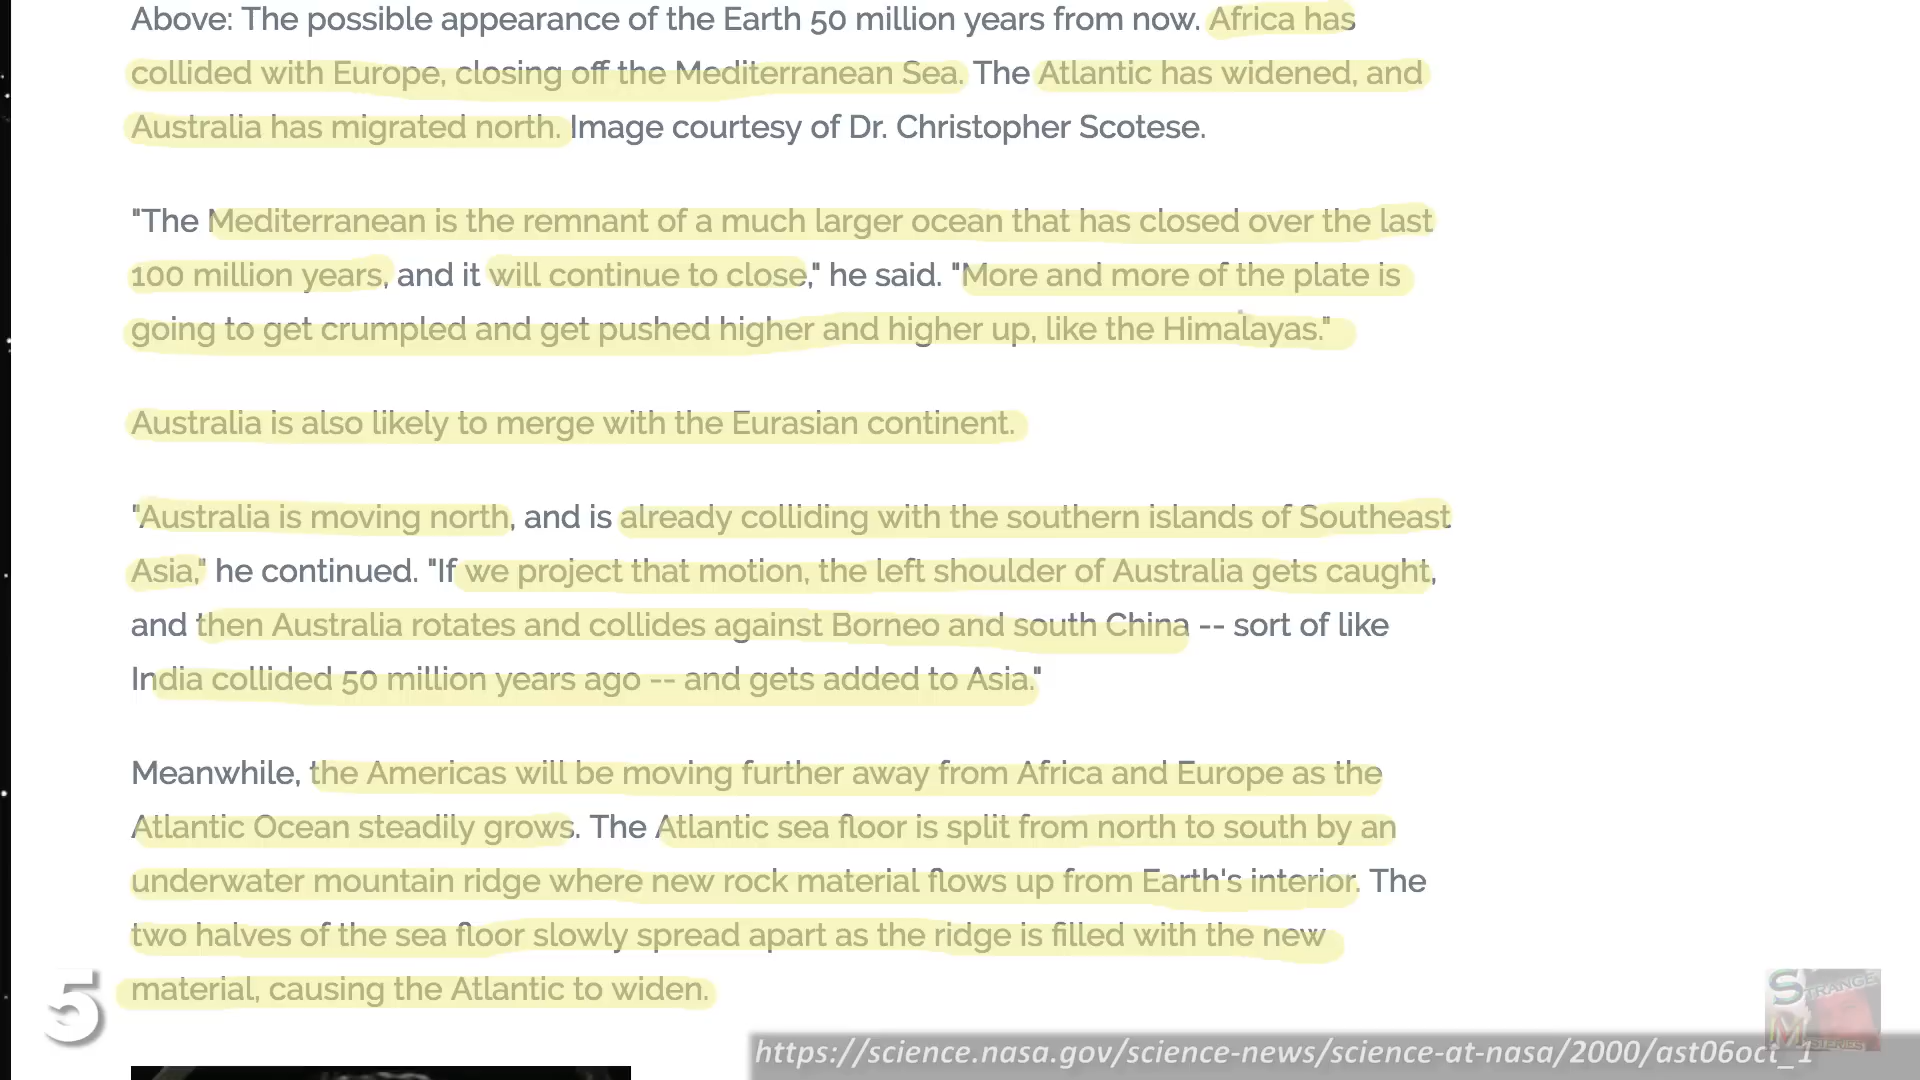 Above: The possible appearance of the Earth 50 million years from now. Africa has
collided with Europe, closing off the Mediterranean Sea. The Atlantic has widened, and
Australia has migrated north. Image courtesy of Dr. Christopher Scotese.
"The Mediterranean is the remnant of a much larger ocean that has closed over the last
100 million years, and it will continue to close," he said. "More and more of the plate is
going to get crumpled and get pushed higher and higher up, like the Himalayas."
Australia is also likely to merge with the Eurasian continent.
"Australia is moving north, and is already colliding with the southern islands of Southeast
Asia," he continued. "If we project that motion, the left shoulder of Australia gets caught,
and then Australia rotates and collides against Borneo and south China -- sort of like
India collided 50 million years ago -- and gets added to Asia."
Meanwhile, the Americas will be moving further away from Africa and Europe as the
Atlantic Ocean steadily grows. The Atlantic sea floor is split from north to south by an
underwater mountain ridge where new rock material flows up from Earth's interior. The
two halves of the sea floor slowly spread apart as the ridge is filled with the new
material, causing the Atlantic to widen.
5
STRANGE
MYSTERIES
https://science.nasa.gov/science-news/science-at-nasa/2000/ast06oct_1